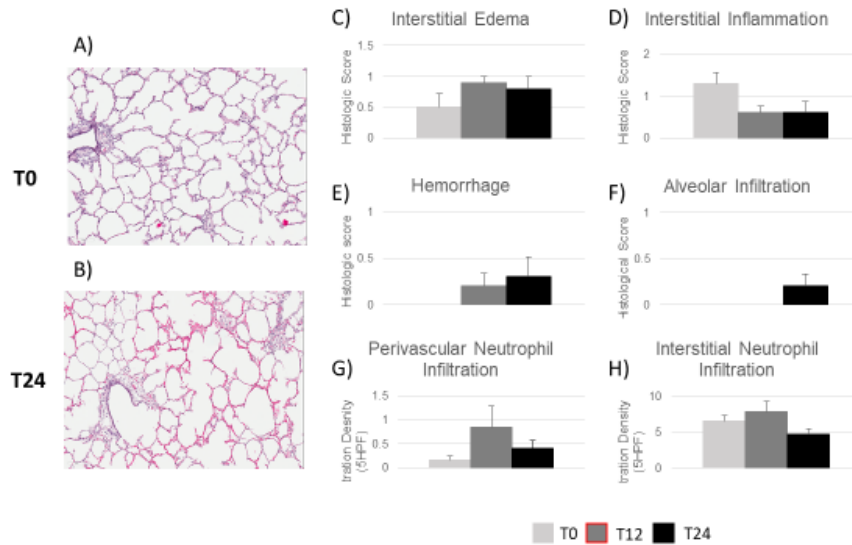 A)
T0
B)
T24
C) Interstitial Edema
Histologic Score
1.5
1
0.5
0
D) Interstitial Inflammation
Histologic Score
2
1
0
E) Hemorrhage
Histologic score
1
0.5
0
F) Alveolar Infiltration
Histological Score
1
0.5
0
G) Perivascular Neutrophil
Infiltration
tration Desnity
(5HPF)
1.5
1
0.5
0
H) Interstitial Neutrophil
Infiltration
tration Density
(5HPF)
10
5
0
T0 T12 T24